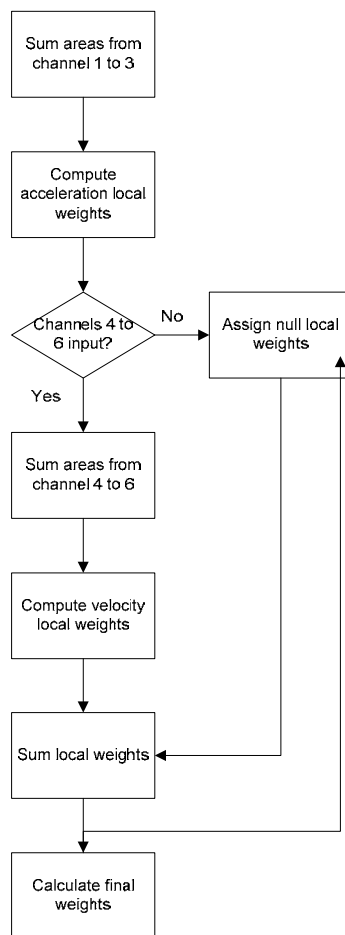 Sum areas from
channel 1 to 3
Compute
acceleration local
weights
Channels 4 to
6 input?
No
Assign null local
weights
Yes
Sum areas from
channel 4 to 6
Compute velocity
local weights
Sum local weights
Calculate final
weights